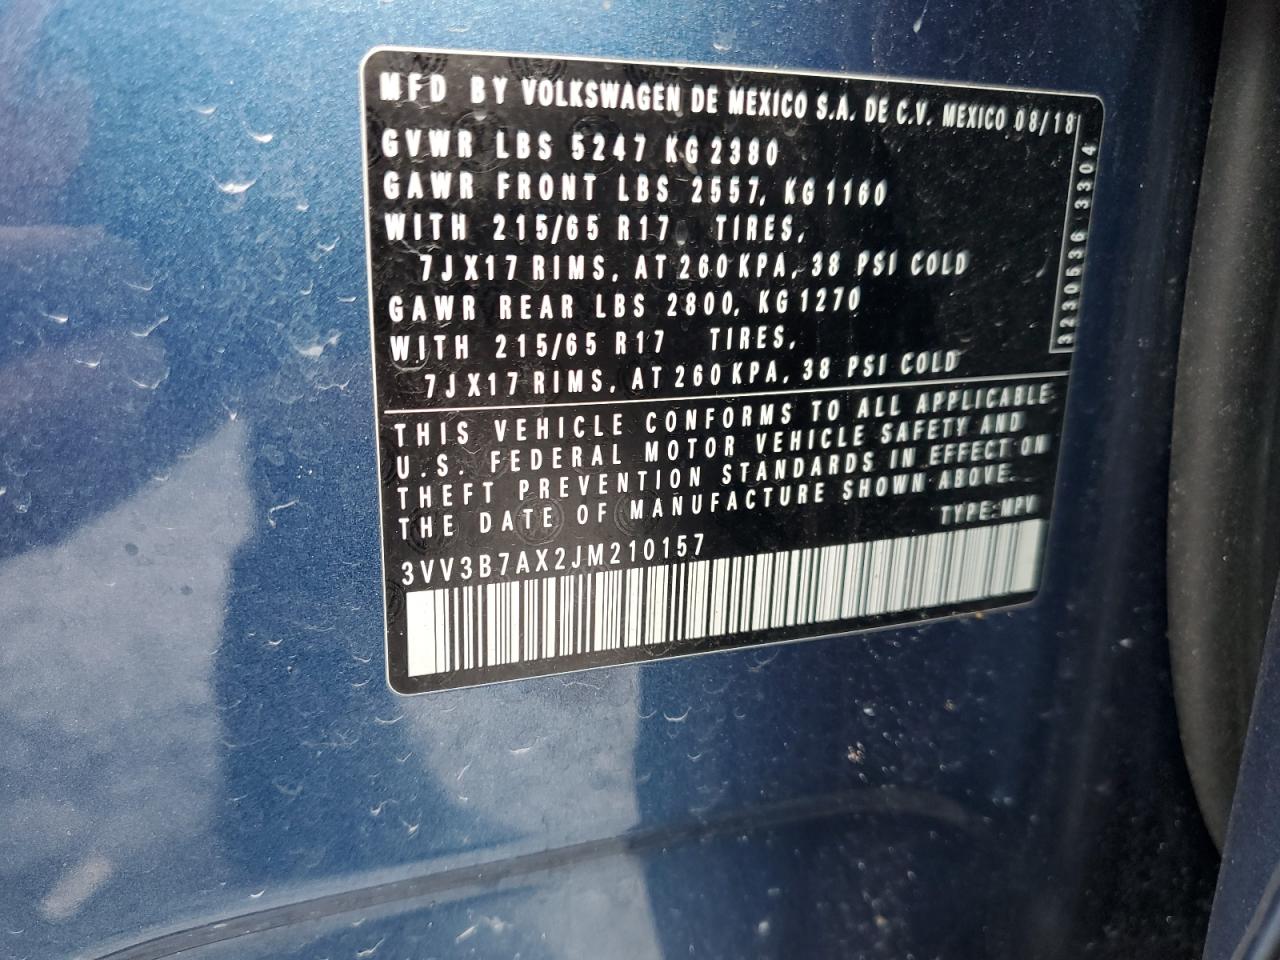 MFD BY VOLKSWAGEN DE MEXICO S.A. DE C.V. MEXICO 08/18
GVWR LBS 5247 KG 2380
GAWR FRONT LBS 2557, KG 1160
WITH 215/65 R17 TIRES,
7JX17 RIMS, AT 260 KPA, 38 PSI COLD
GAWR REAR LBS 2800, KG 1270
WITH 215/65 R17 TIRES,
7JX17 RIMS, AT 260 KPA, 38 PSI COLD
3230536 3304
THIS VEHICLE CONFORMS TO ALL APPLICABLE
U.S. FEDERAL MOTOR VEHICLE SAFETY AND
THEFT PREVENTION STANDARDS IN EFFECT ON
THE DATE OF MANUFACTURE SHOWN ABOVE.
TYPE: MPV
3VV3B7AX2JM210157